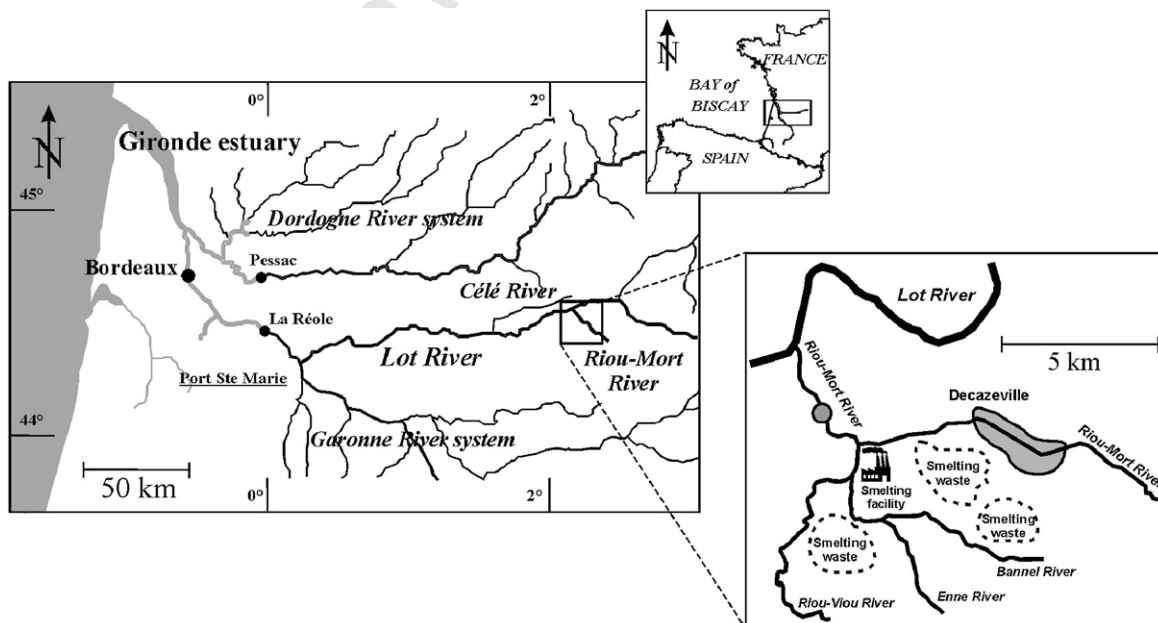 N
FRANCE
BAY of
BISCAY
SPAIN
0°
2°
N
Gironde estuary
45°
Dordogne River system
Bordeaux
Pessac
Célé River
La Réole
Lot River
Riou-Mort
River
Port Ste Marie
44°
Garonne River system
50 km
0°
2°
Lot River
5 km
Riou-Mort River
Decazeville
Riou-Mort River
Smelting
waste
Smelting
facility
Smelting
waste
Smelting
waste
Bannel River
Riou-Viou River
Enne River